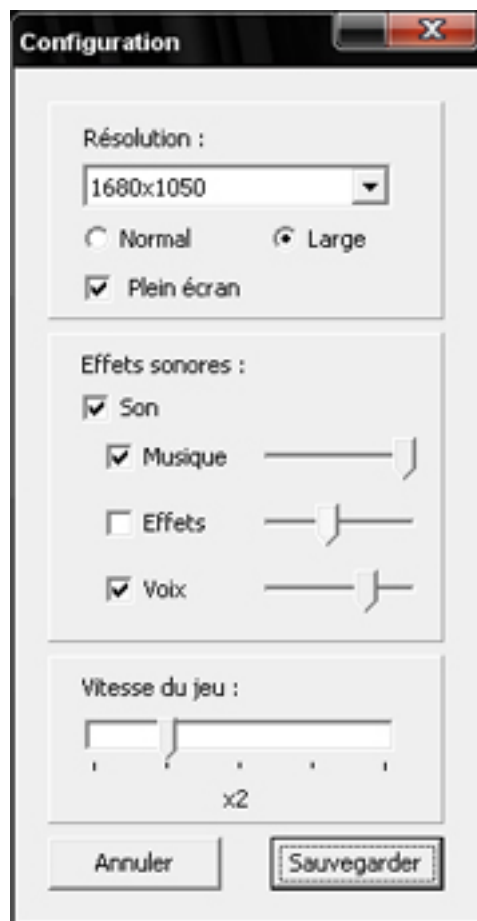 Configuration
Résolution :
1680x1050
Normal
Large
Plein écran
Effets sonores :
Son
Musique
Effets
Voix
Vitesse du jeu :
x2
Annuler
Sauvegarder